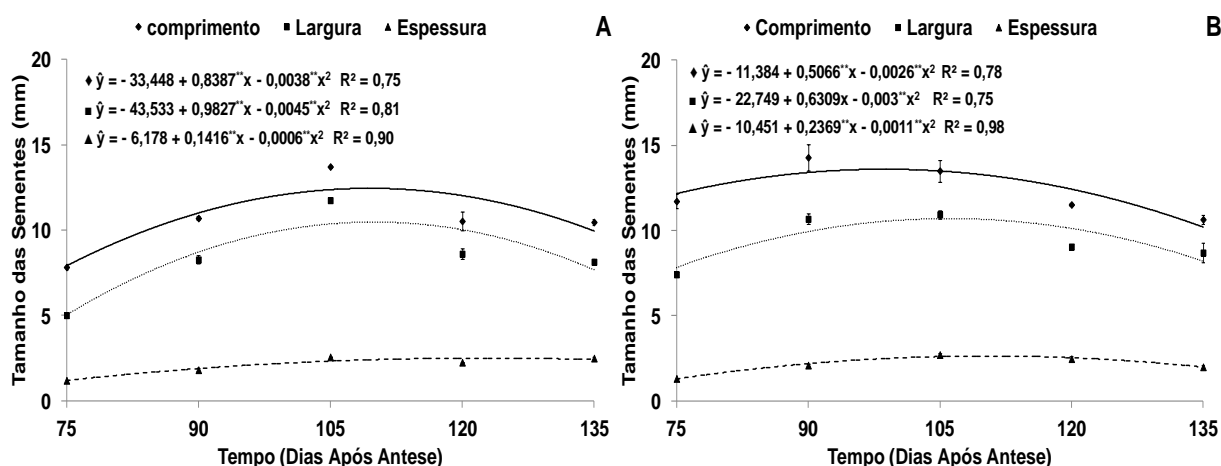 comprimento Largura Espessura A
20
15
10
5
0
Tamanho das Sementes (mm)
ŷ = - 33,448 + 0,8387**x - 0,0038**x² R² = 0,75
ŷ = - 43,533 + 0,9827**x - 0,0045**x² R² = 0,81
ŷ = - 6,178 + 0,1416**x - 0,0006**x² R² = 0,90
75 90 105 120 135
Tempo (Dias Após Antese)
Comprimento Largura Espessura B
20
15
10
5
0
Tamanho das Sementes (mm)
ŷ = - 11,384 + 0,5066**x - 0,0026**x² R² = 0,78
ŷ = - 22,749 + 0,6309x - 0,003**x² R² = 0,75
ŷ = - 10,451 + 0,2369**x - 0,0011**x² R² = 0,98
75 90 105 120 135
Tempo (Dias Após Antese)